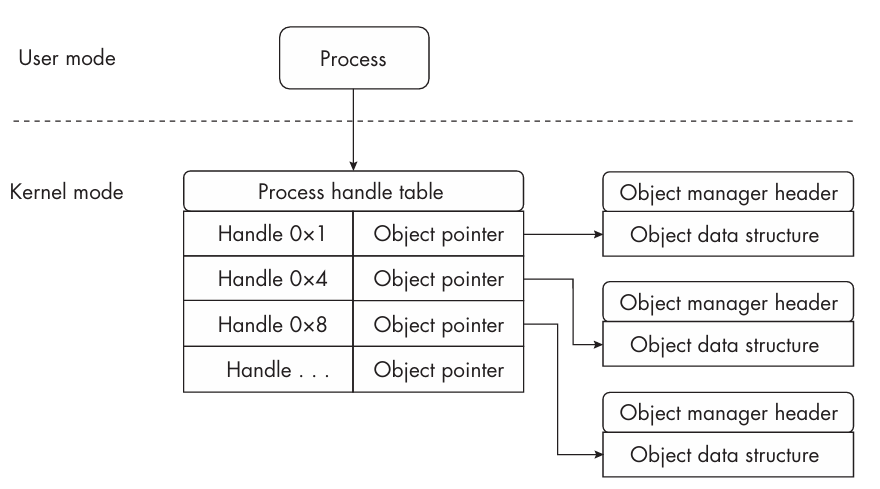 User mode
Process
Kernel mode
Process handle table
Handle 0×1
Object pointer
Handle 0×4
Object pointer
Handle 0×8
Object pointer
Handle . . .
Object pointer
Object manager header
Object data structure
Object manager header
Object data structure
Object manager header
Object data structure